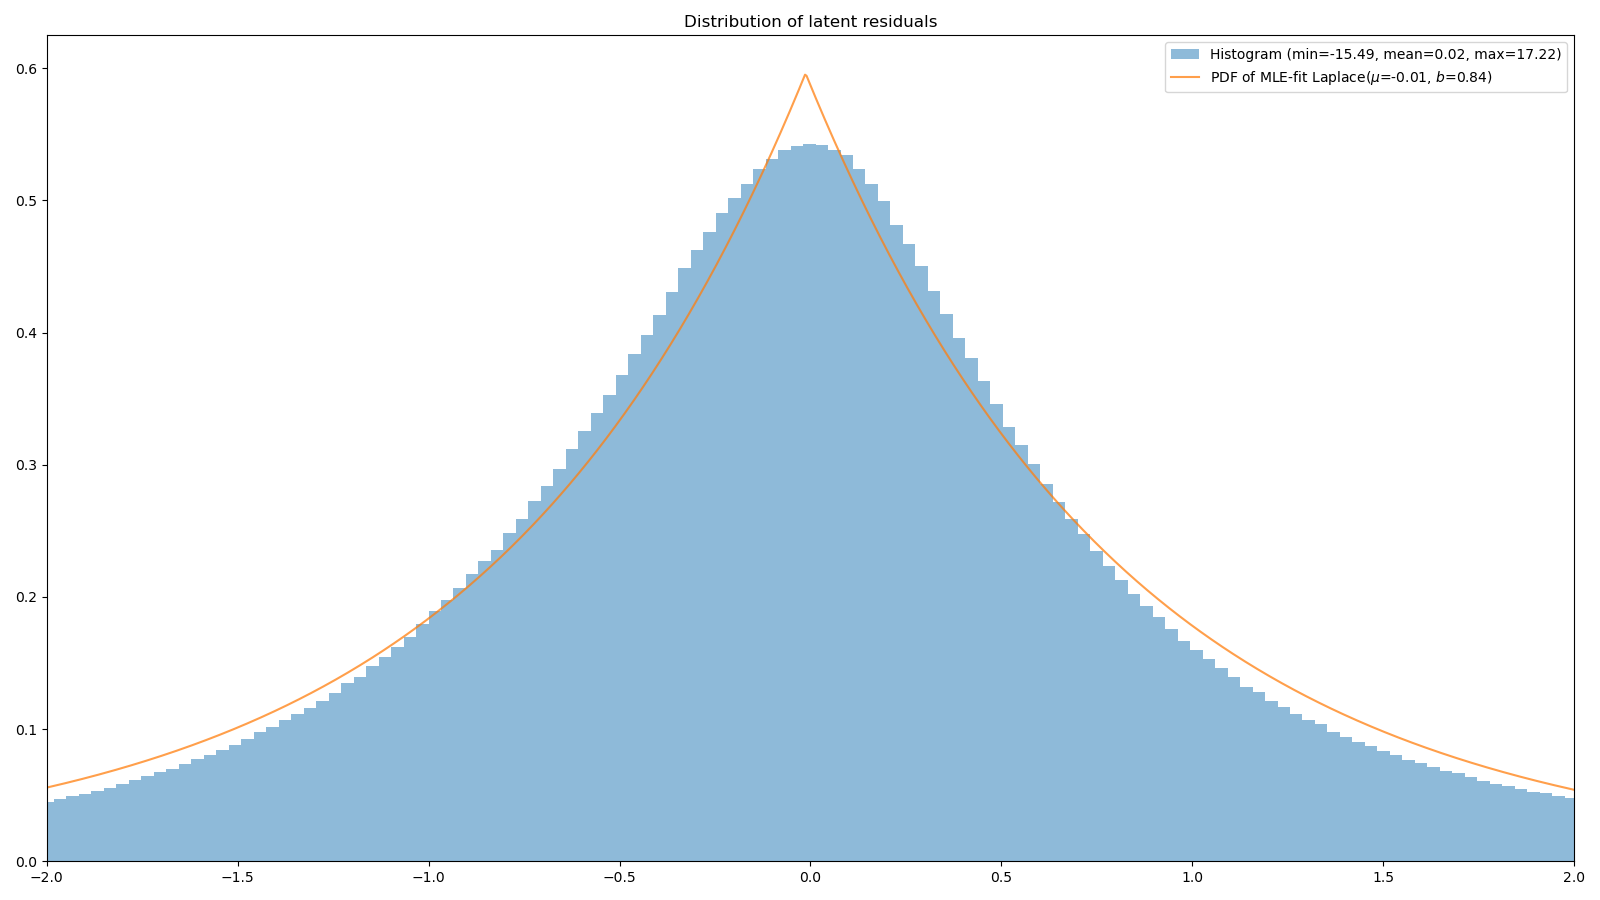 Distribution of latent residuals
Histogram (min=-15.49, mean=0.02, max=17.22)
PDF of MLE-fit Laplace(μ=-0.01, b=0.84)
0.6
0.5
0.4
0.3
0.2
0.1
0.0
−2.0 −1.5 −1.0 −0.5 0.0 0.5 1.0 1.5 2.0